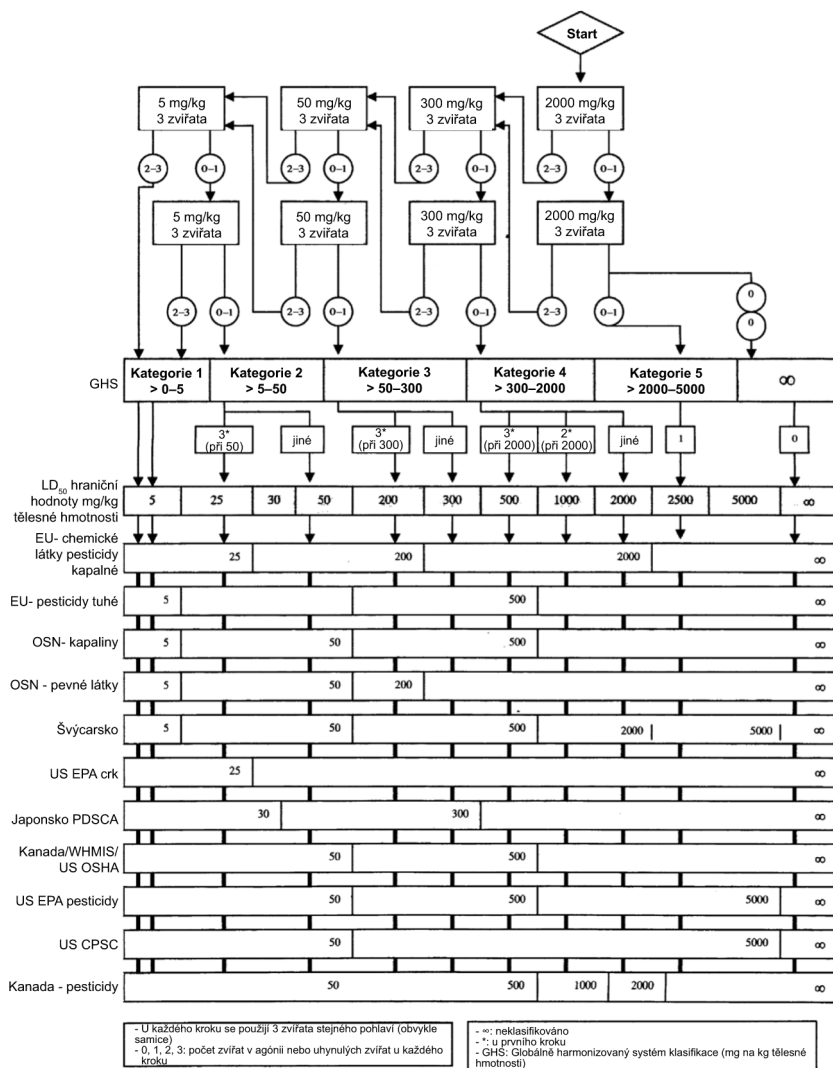 Start
5 mg/kg
3 zvířata
50 mg/kg
3 zvířata
300 mg/kg
3 zvířata
2000 mg/kg
3 zvířata
2–3
0–1
2–3
0–1
2–3
0–1
2–3
0–1
5 mg/kg
3 zvířata
50 mg/kg
3 zvířata
300 mg/kg
3 zvířata
2000 mg/kg
3 zvířata
2–3
0–1
2–3
0–1
2–3
0–1
2–3
0–1
0
0
GHS
Kategorie 1
> 0–5
Kategorie 2
> 5–50
Kategorie 3
> 50–300
Kategorie 4
> 300–2000
Kategorie 5
> 2000–5000
∞
3*
(při 50)
jiné
3*
(při 300)
jiné
3*
(při 2000)
2*
(při 2000)
jiné
1
0
LD50 hraniční
hodnoty mg/kg
tělesné hmotnosti
5 25 30 50 200 300 500 1000 2000 2500 5000 ∞
EU- chemické
látky pesticidy
kapalné
25 200 2000 ∞
EU- pesticidy tuhé 5 500 ∞
OSN- kapaliny 5 50 500 ∞
OSN - pevné látky 5 50 200 ∞
Švýcarsko 5 50 500 2000 5000 ∞
US EPA crk 25 ∞
Japonsko PDSCA 30 300 ∞
Kanada/WHMIS/
US OSHA
50 500 ∞
US EPA pesticidy 50 500 5000 ∞
US CPSC 50 5000 ∞
Kanada - pesticidy 50 500 1000 2000 ∞
- U každého kroku se použijí 3 zvířata stejného pohlaví (obvykle
samice)
- 0, 1, 2, 3: počet zvířat v agónii nebo uhynulých zvířat u každého
kroku
- ∞: neklasifikováno
- *: u prvního kroku
- GHS: Globálně harmonizovaný systém klasifikace (mg na kg tělesné
hmotnosti)